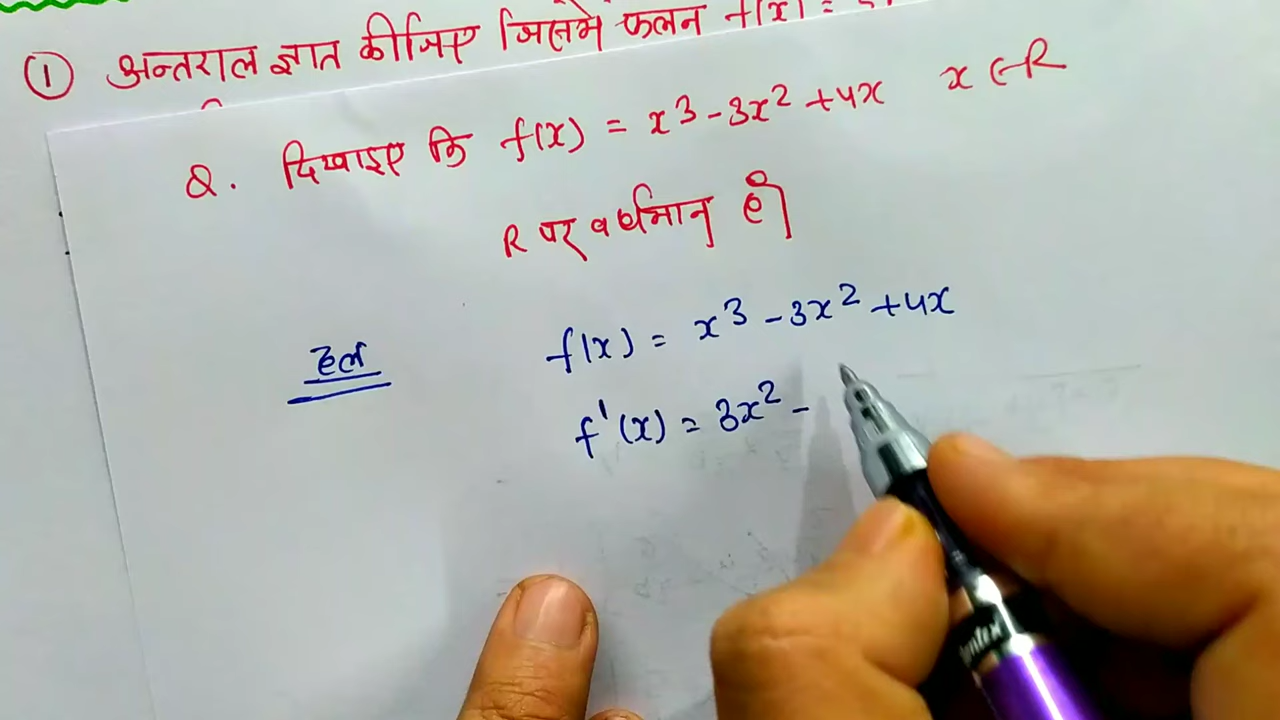 ① अन्तराल ज्ञात कीजिए जिसमें फलन f(x) =
Q. दिखाइए कि f(x) = x³ - 3x² + 4x x ∈ R
R पर वर्धमान है।
हल
f(x) = x³ - 3x² + 4x
f'(x) = 3x² -